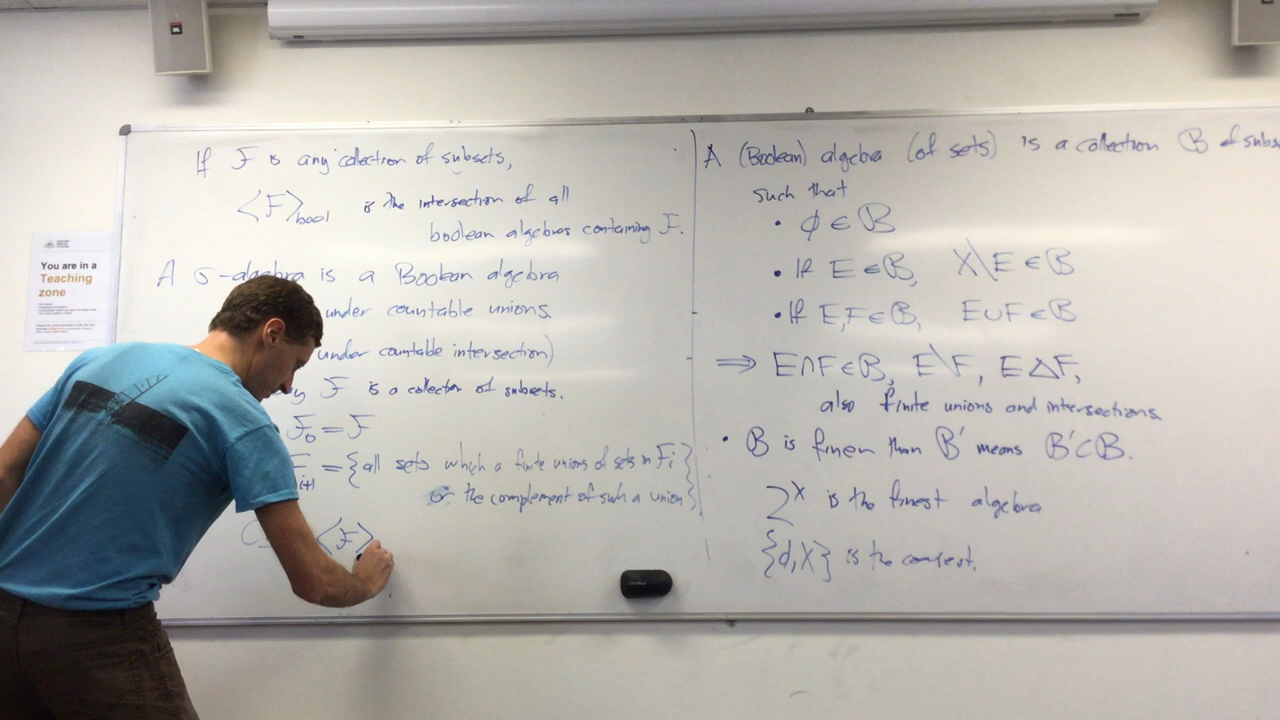 If F is any collection of subsets,
<F>bool is the intersection of all
boolean algebras containing F.
A σ-algebra is a Boolean algebra
under countable unions.
under countable intersection)
F is a collection of subsets.
F₀ = F
i+1 = {all sets which a finite unions of sets in Fi
or the complement of such a union}
<F>
A (Boolean) algebra (of sets) is a collection B of subs
such that
• ϕ ∈ B
• If E ∈ B, X\E ∈ B
• If E, F ∈ B, E∪F ∈ B
⟹ E∩F ∈ B, E\F, E△F,
also finite unions and intersections
• B is finer than B' means B' ⊂ B.
2^X is the finest algebra
{ϕ, X} is the coarsest.
You are in a
Teaching
zone